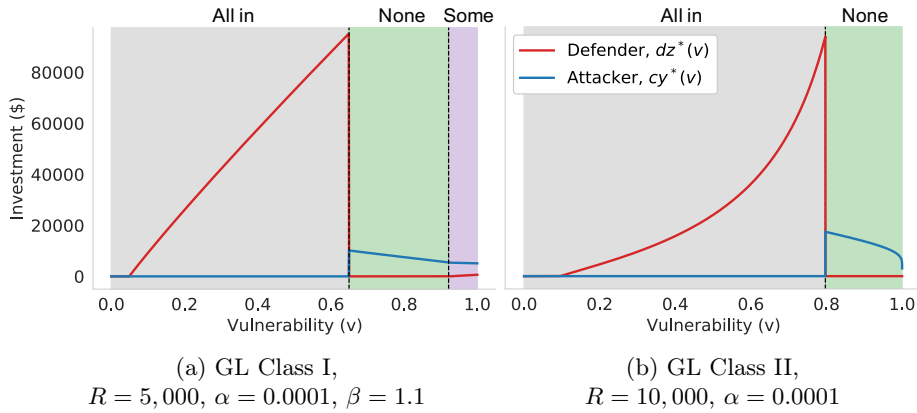 All in None Some
All in None
Investment ($)
80000
60000
40000
20000
0
Defender, dz*(v)
Attacker, cy*(v)
0.0 0.2 0.4 0.6 0.8 1.0
0.0 0.2 0.4 0.6 0.8 1.0
Vulnerability (v)
Vulnerability (v)
(a) GL Class I,
R = 5,000, α = 0.0001, β = 1.1
(b) GL Class II,
R = 10,000, α = 0.0001